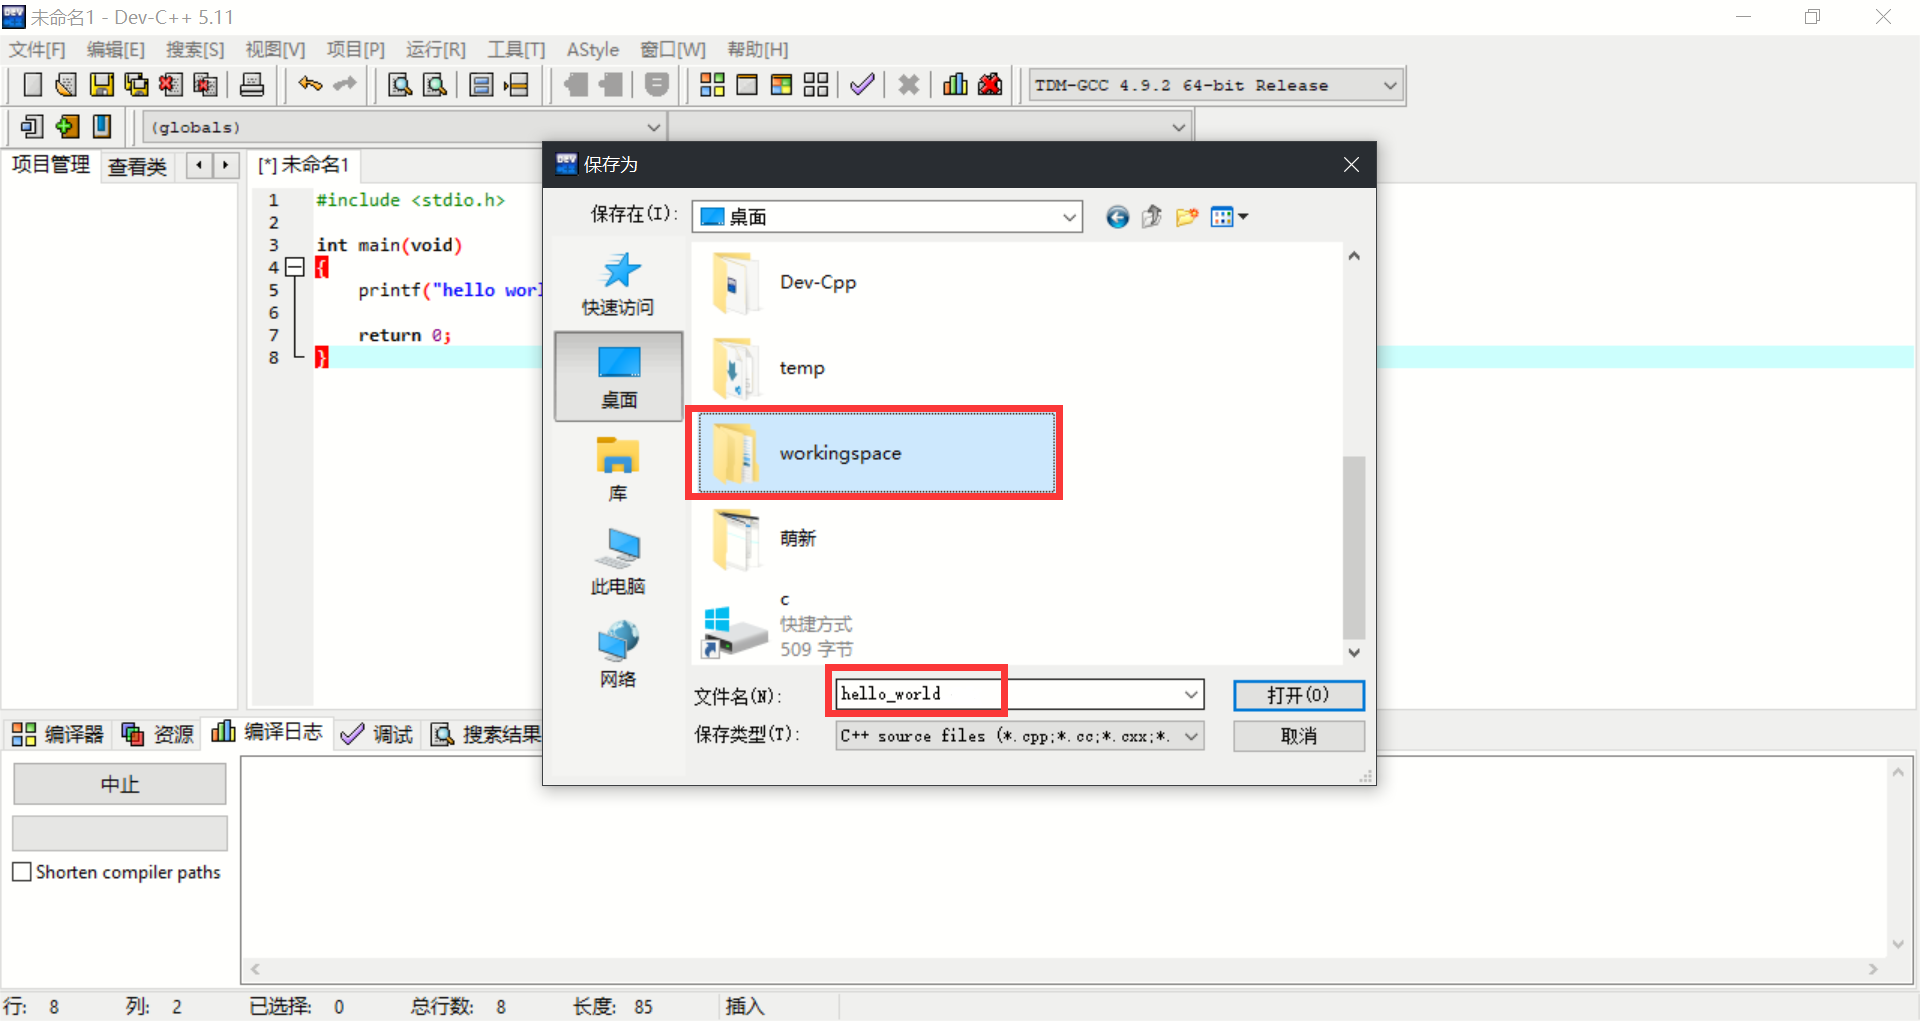 未命名1 - Dev-C++ 5.11
文件[F] 编辑[E] 搜索[S] 视图[V] 项目[P] 运行[R] 工具[T] AStyle 窗口[W] 帮助[H]
TDM-GCC 4.9.2 64-bit Release
(globals)
项目管理 查看类
[*] 未命名1
1 #include <stdio.h>
2
3 int main(void)
4 {
5 printf("hello worl
6
7 return 0;
8 }
DEV 保存为
保存在(I): 桌面
快速访问
桌面
库
此电脑
网络
Dev-Cpp
temp
workingspace
萌新
c
快捷方式
509 字节
文件名(N): hello_world
打开(O)
保存类型(T): C++ source files (*.cpp;*.cc;*.cxx;*.
取消
编译器 资源 编译日志 调试 搜索结果
中止
Shorten compiler paths
行: 8 列: 2 已选择: 0 总行数: 8 长度: 85 插入